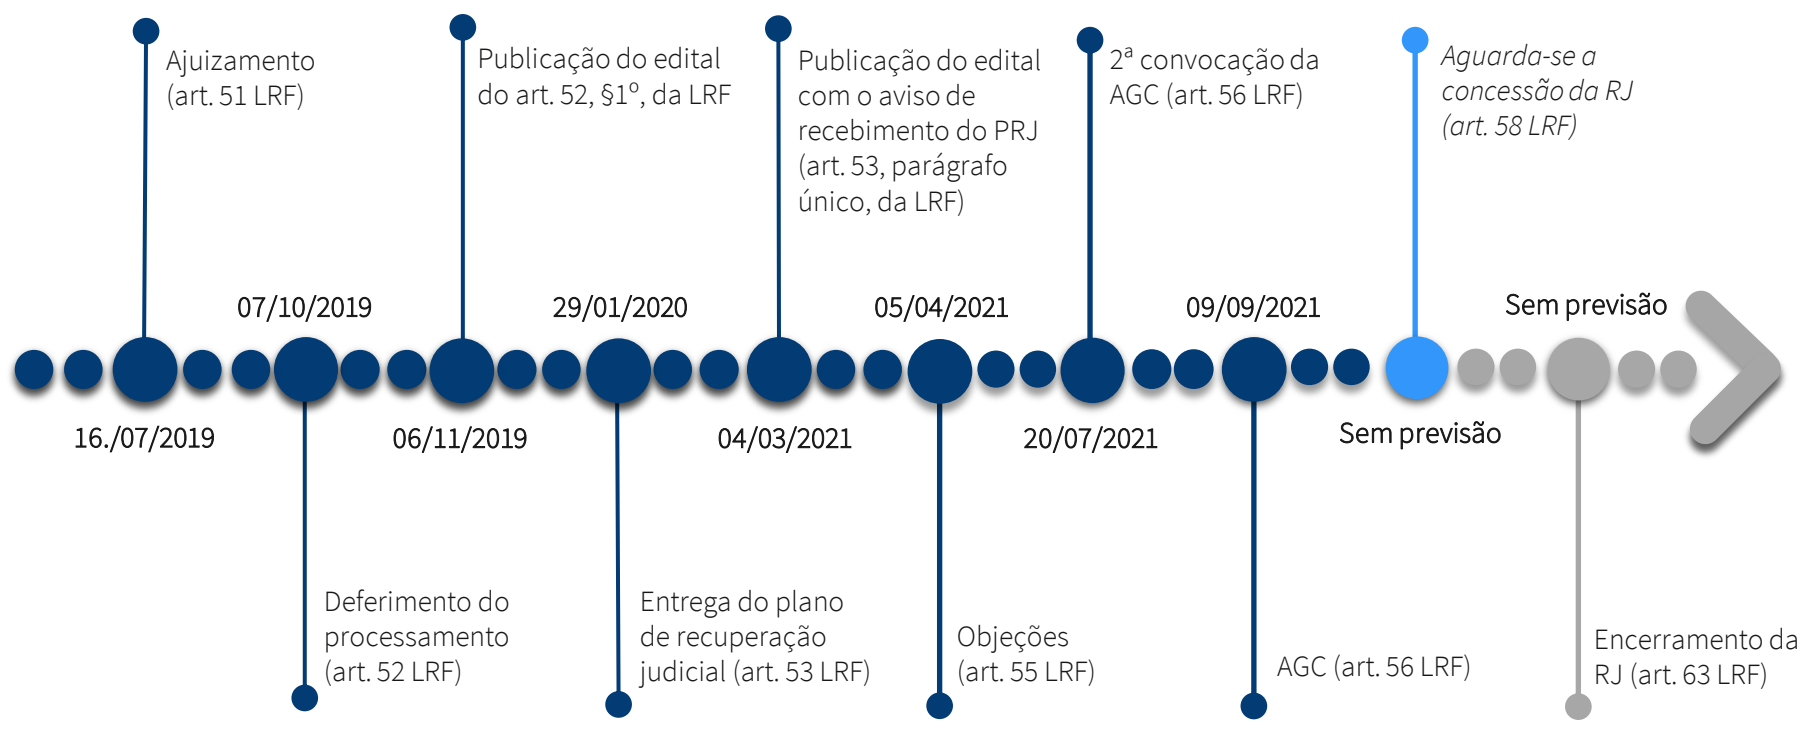 Ajuizamento
(art. 51 LRF)
Publicação do edital
do art. 52, §1º, da LRF
Publicação do edital
com o aviso de
recebimento do PRJ
(art. 53, parágrafo
único, da LRF)
2ª convocação da
AGC (art. 56 LRF)
Aguarda-se a
concessão da RJ
(art. 58 LRF)
07/10/2019
29/01/2020
05/04/2021
09/09/2021
Sem previsão
16./07/2019
06/11/2019
04/03/2021
20/07/2021
Sem previsão
Deferimento do
processamento
(art. 52 LRF)
Entrega do plano
de recuperação
judicial (art. 53 LRF)
Objeções
(art. 55 LRF)
AGC (art. 56 LRF)
Encerramento da
RJ (art. 63 LRF)